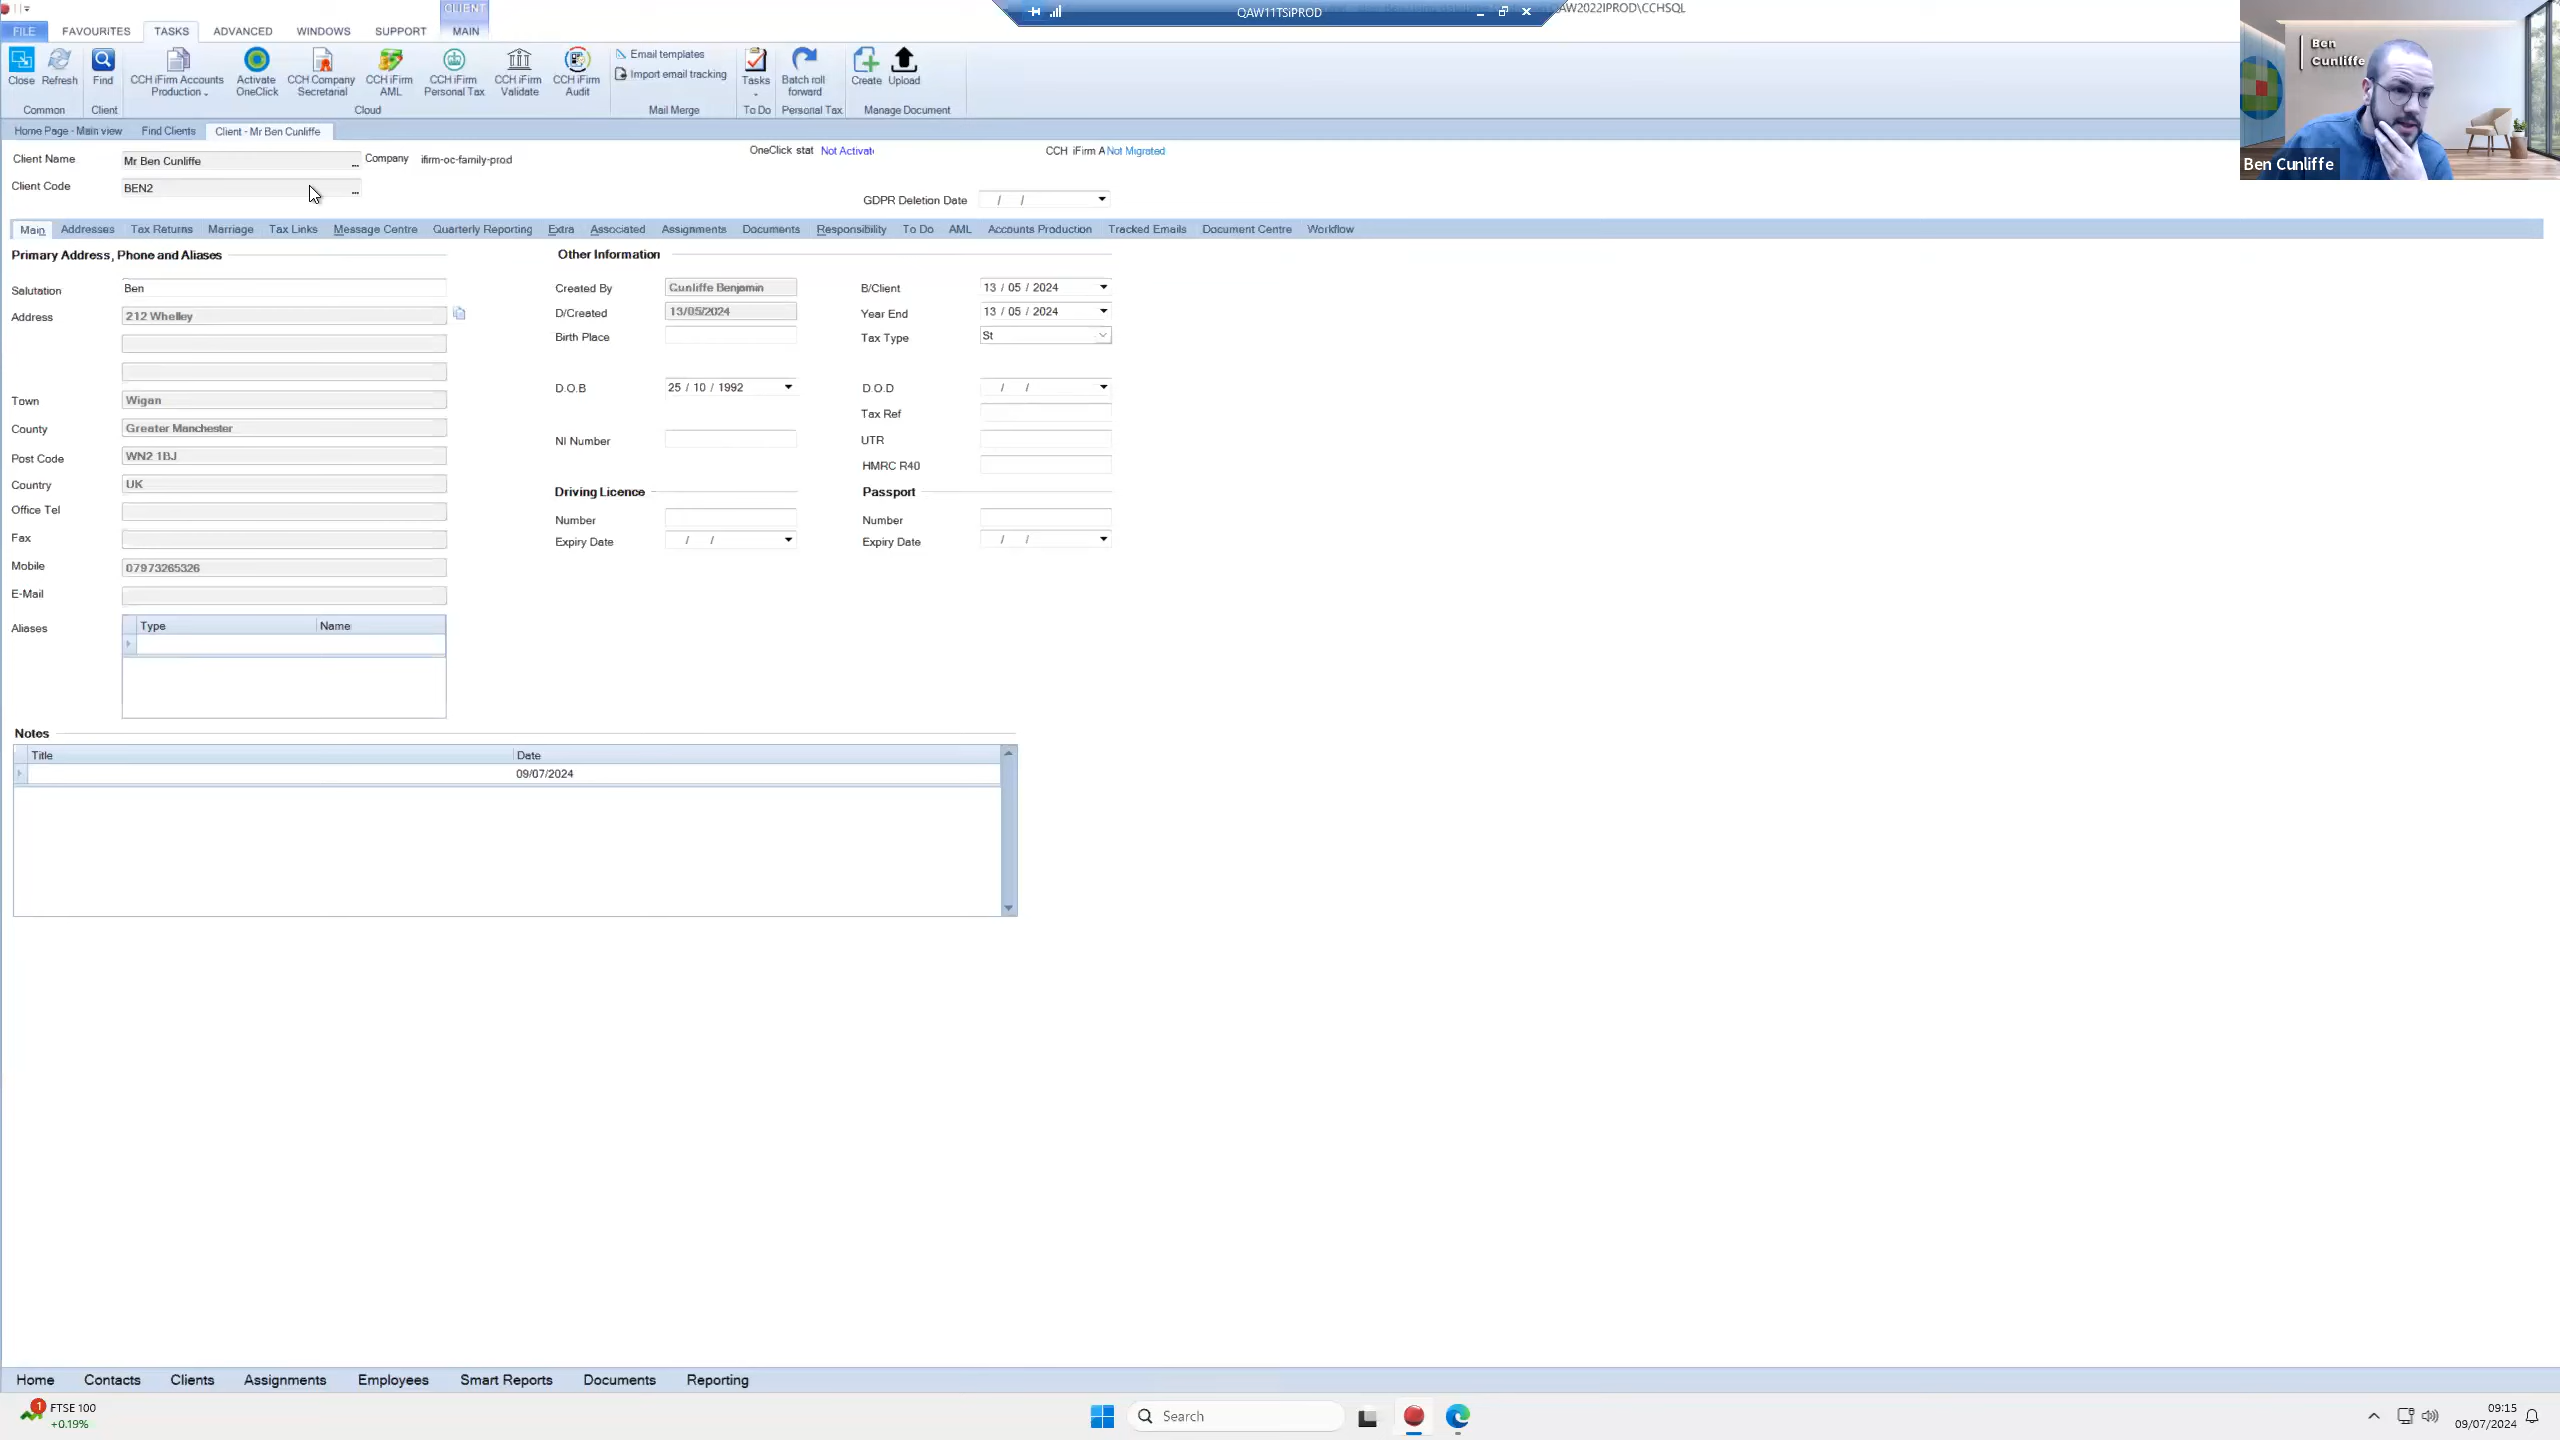 CLIENT
QAW11TSiPROD
QAW2022IPROD\CCHSQL
FILE FAVOURITES TASKS ADVANCED WINDOWS SUPPORT MAIN
Close Refresh Find CCH iFirm Accounts Production Activate OneClick CCH Company Secretarial CCH iFirm AML CCH iFirm Personal Tax CCH iFirm Validate CCH iFirm Audit Email templates Import email tracking Tasks Batch roll forward Create Upload
Common Client Cloud Mail Merge To Do Personal Tax Manage Document
Ben
Cunliffe
Ben Cunliffe
Home Page - Main view Find Clients Client - Mr Ben Cunliffe
Client Name Mr Ben Cunliffe ... Company ifirm-oc-family-prod OneClick stat Not Activate CCH iFirm A Not Migrated
Client Code BEN2 ... GDPR Deletion Date / /
Main Addresses Tax Returns Marriage Tax Links Message Centre Quarterly Reporting Extra Associated Assignments Documents Responsibility To Do AML Accounts Production Tracked Emails Document Centre Workflow
Primary Address, Phone and Aliases Other Information
Salutation Ben Created By Cunliffe Benjamin B/Client 13 / 05 / 2024
Address 212 Whelley D/Created 13/05/2024 Year End 13 / 05 / 2024
Birth Place Tax Type St
D.O.B 25 / 10 / 1992 D.O.D / /
Town Wigan Tax Ref
County Greater Manchester NI Number UTR
Post Code WN2 1BJ HMRC R40
Country UK Driving Licence Passport
Office Tel Number Number
Fax Expiry Date / / Expiry Date / /
Mobile 07973265326
E-Mail
Aliases Type Name
Notes
Title Date
09/07/2024
Home Contacts Clients Assignments Employees Smart Reports Documents Reporting
1 FTSE 100
+0.19%
Search
09:15
09/07/2024